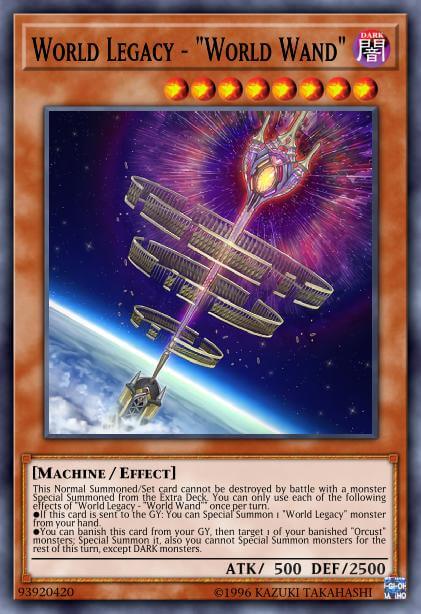 World Legacy - "World Wand"
DARK
闇
[Machine / Effect]
This Normal Summoned/Set card cannot be destroyed by battle with a monster
Special Summoned from the Extra Deck. You can only use each of the following
effects of "World Legacy - "World Wand"" once per turn.
●If this card is sent to the GY: You can Special Summon 1 "World Legacy" monster
from your hand.
●You can banish this card from your GY, then target 1 of your banished "Orcust"
monsters; Special Summon it, also you cannot Special Summon monsters for the
rest of this turn, except DARK monsters.
ATK/ 500 DEF/2500
93920420
©1996 KAZUKI TAKAHASHI